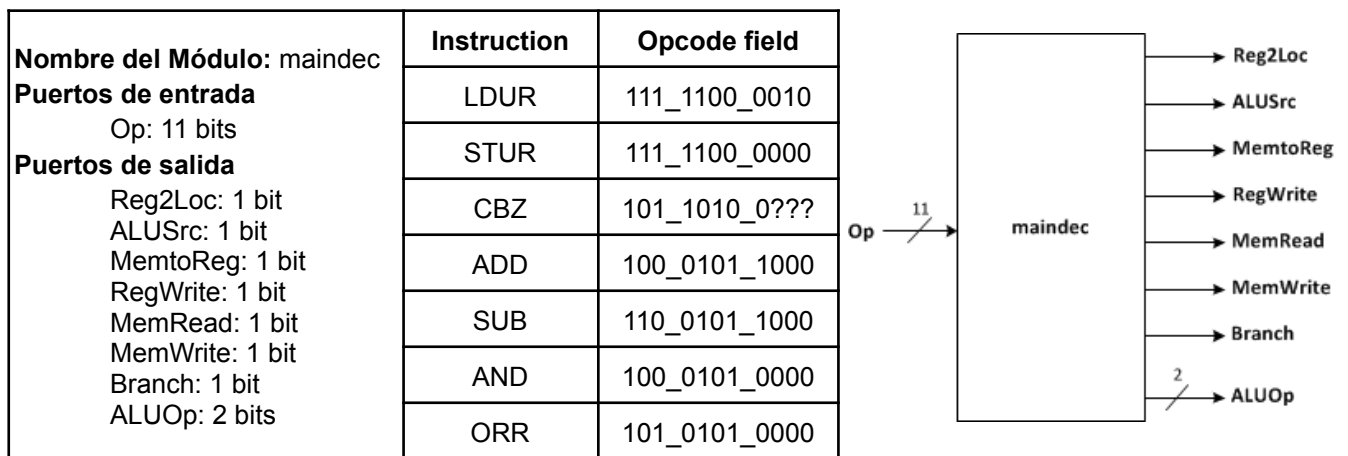 Nombre del Módulo: maindec
Puertos de entrada
Op: 11 bits
Puertos de salida
Reg2Loc: 1 bit
ALUSrc: 1 bit
MemtoReg: 1 bit
RegWrite: 1 bit
MemRead: 1 bit
MemWrite: 1 bit
Branch: 1 bit
ALUOp: 2 bits
Instruction Opcode field
LDUR 111_1100_0010
STUR 111_1100_0000
CBZ 101_1010_0???
ADD 100_0101_1000
SUB 110_0101_1000
AND 100_0101_0000
ORR 101_0101_0000
Op
11
maindec
Reg2Loc
ALUSrc
MemtoReg
RegWrite
MemRead
MemWrite
Branch
2
ALUOp